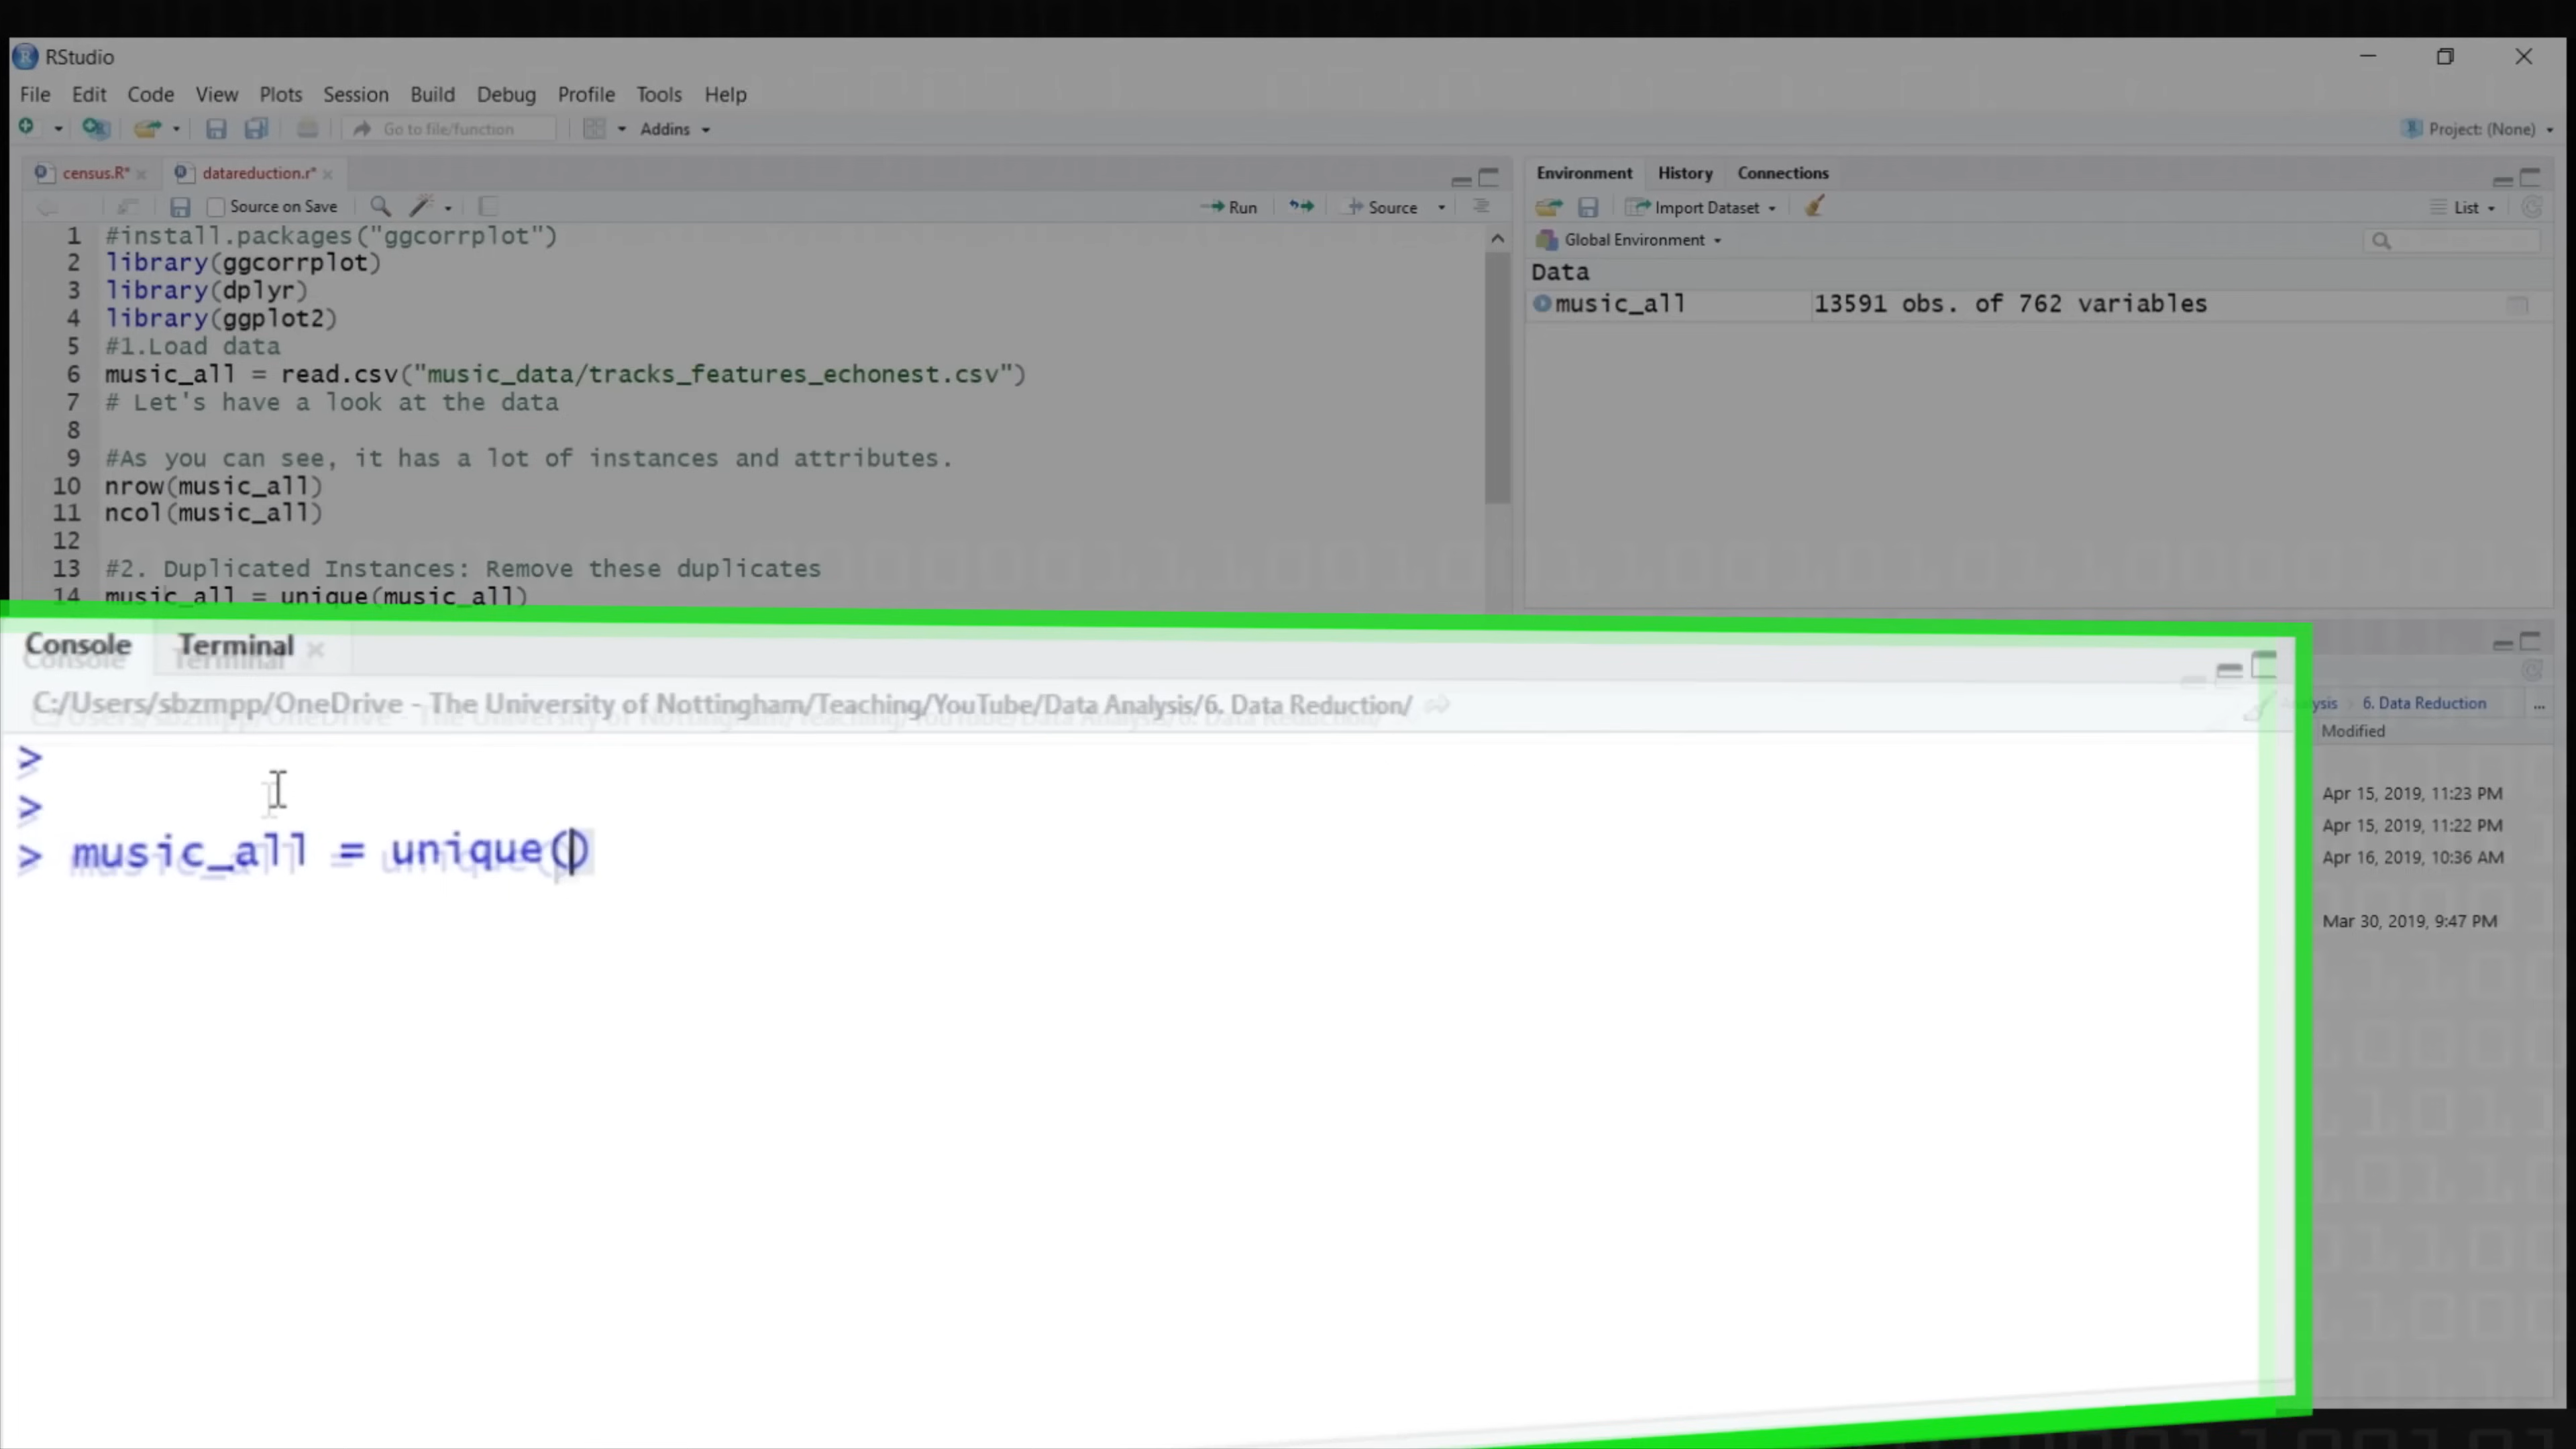 RStudio
File Edit Code View Plots Session Build Debug Profile Tools Help
Go to file/function Addins Project: (None)
census.R* datareduction.r*
Source on Save Run Source
1 #install.packages("ggcorrplot")
2 library(ggcorrplot)
3 library(dplyr)
4 library(ggplot2)
5 #1.Load data
6 music_all = read.csv("music_data/tracks_features_echonest.csv")
7 # Let's have a look at the data
8
9 #As you can see, it has a lot of instances and attributes.
10 nrow(music_all)
11 ncol(music_all)
12
13 #2. Duplicated Instances: Remove these duplicates
14 music_all = unique(music_all)
Environment History Connections
Import Dataset List
Global Environment
Data
music_all 13591 obs. of 762 variables
Console Terminal
C:/Users/sbzmpp/OneDrive - The University of Nottingham/Teaching/YouTube/Data Analysis/6. Data Reduction/
>
>
> music_all = unique()
6. Data Reduction ...
Modified
Apr 15, 2019, 11:23 PM
Apr 15, 2019, 11:22 PM
Apr 16, 2019, 10:36 AM
Mar 30, 2019, 9:47 PM